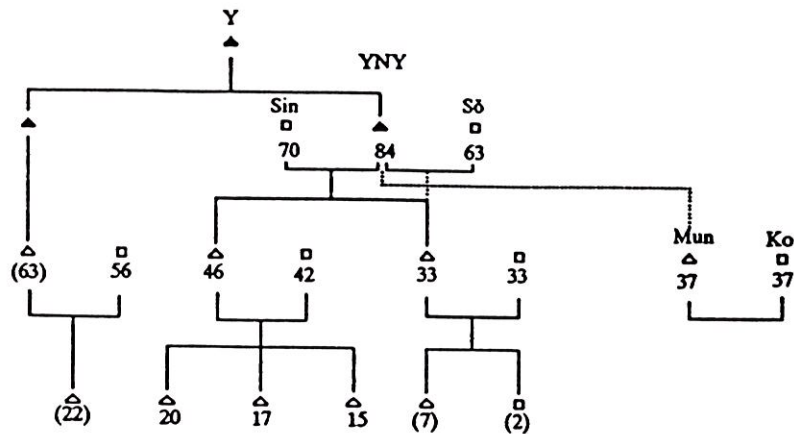 Y
YNY
Sin Sŏ
70 84 63
Mun Ko
(63) 56 46 42 33 33 37 37
(22) 20 17 15 (7) (2)